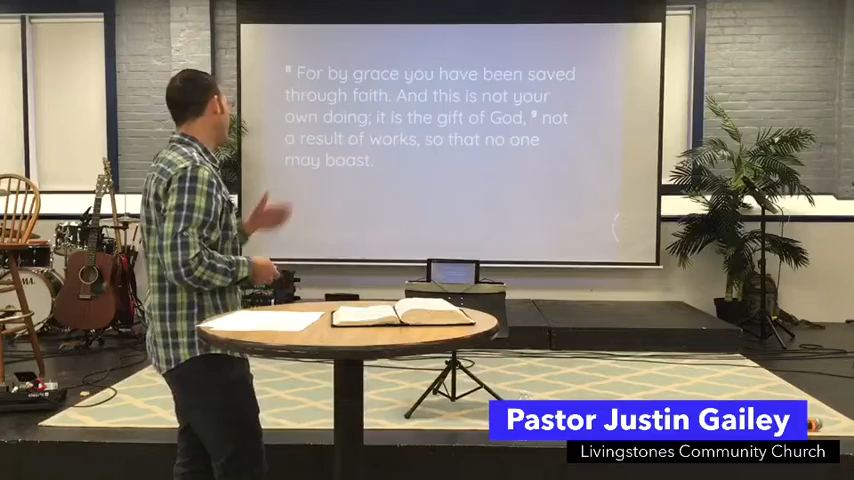 ⁸ For by grace you have been saved
through faith. And this is not your
own doing; it is the gift of God, ⁹ not
a result of works, so that no one
may boast.
Pastor Justin Gailey
Livingstones Community Church